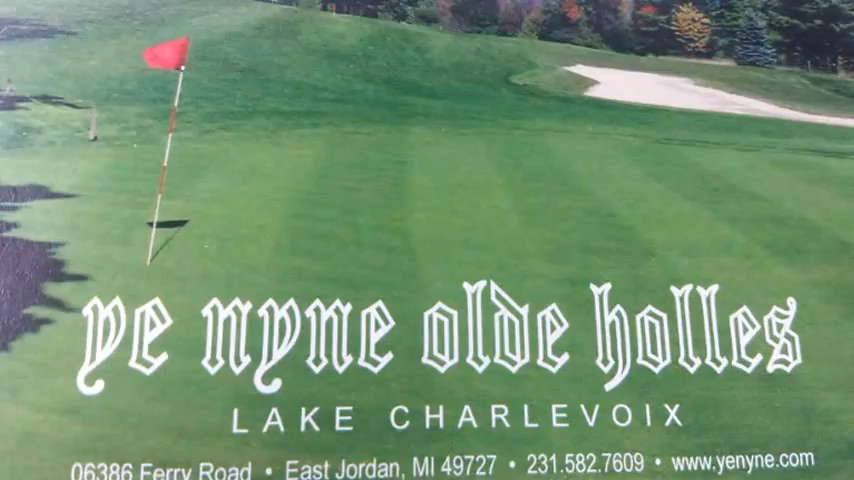 ye nyne olde holles
LAKE CHARLEVOIX
06386 Ferry Road • East Jordan, MI 49727 • 231.582.7609 • www.yenyne.com